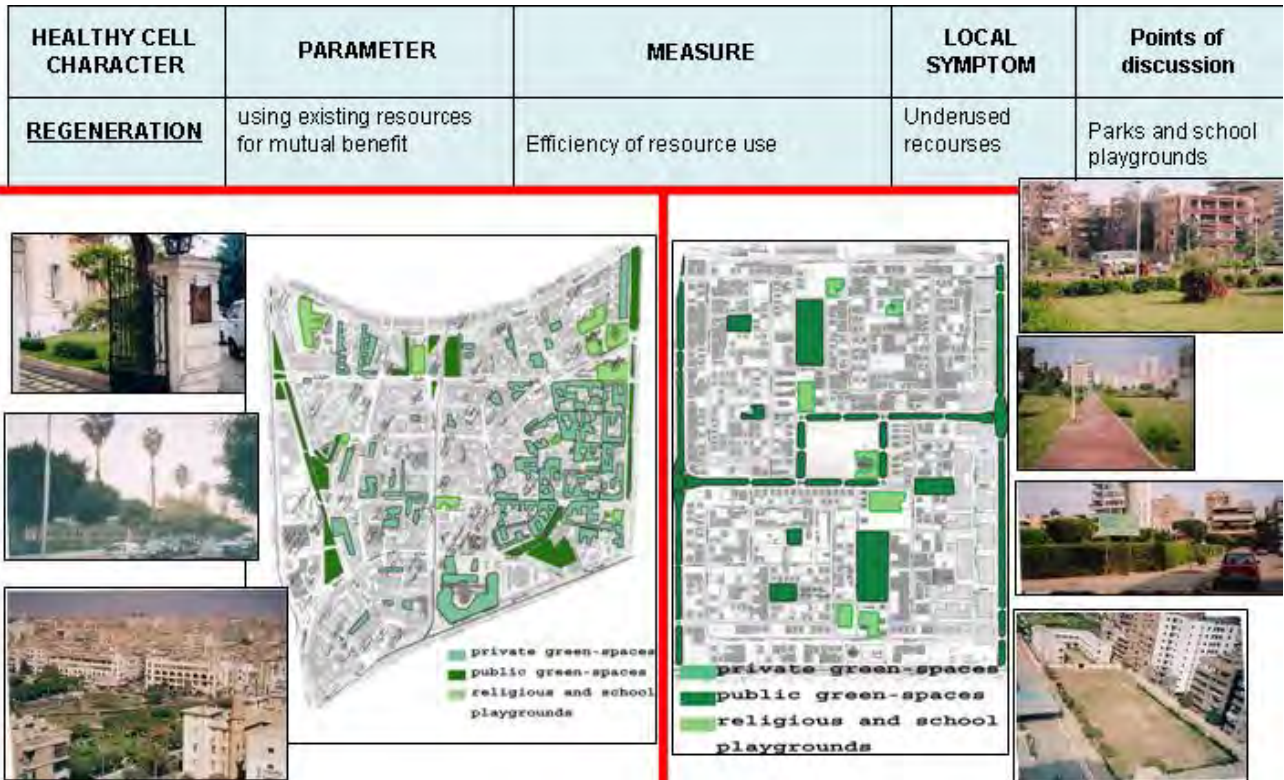 HEALTHY CELL
CHARACTER
PARAMETER
MEASURE
LOCAL
SYMPTOM
Points of
discussion
REGENERATION
using existing resources
for mutual benefit
Efficiency of resource use
Underused
recourses
Parks and school
playgrounds
private green-spaces
public green-spaces
religious and school
playgrounds
private green-spaces
public green-spaces
religious and school
playgrounds